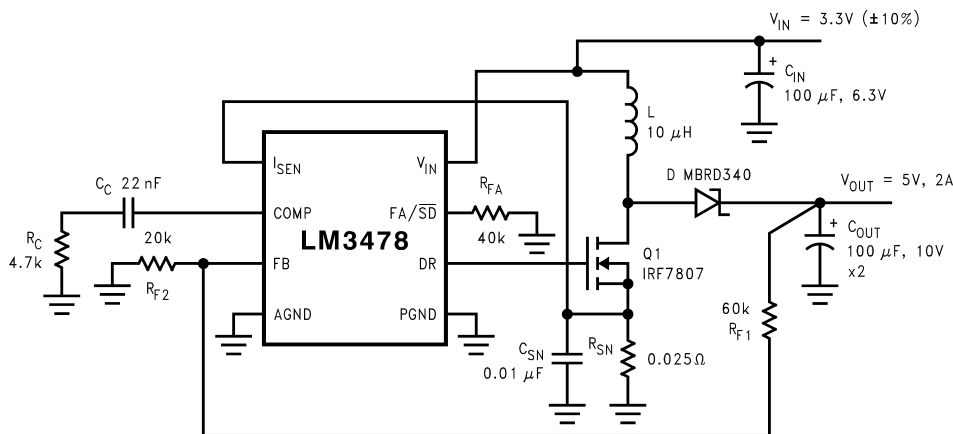 V_IN = 3.3V (±10%)
C_IN
100 μF, 6.3V
L
10 μH
I_SEN
V_IN
C_C 22 nF
R_FA
D MBRD340
V_OUT = 5V, 2A
COMP
FA/SD
R_C
4.7k
20k
LM3478
40k
C_OUT
100 μF, 10V
x2
FB
DR
Q1
IRF7807
R_F2
60k
R_F1
AGND
PGND
C_SN
0.01 μF
R_SN
0.025Ω